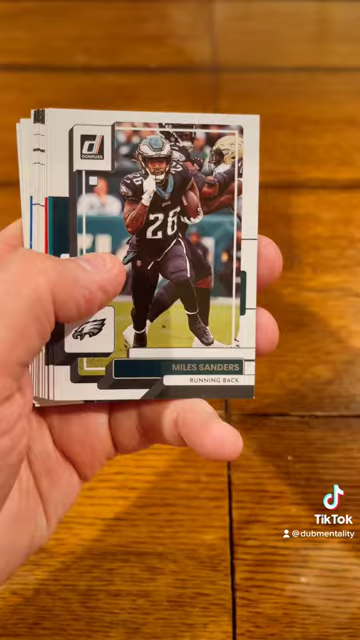 DONRUSS
26
MILES SANDERS
RUNNING BACK
TikTok
@dubmentality